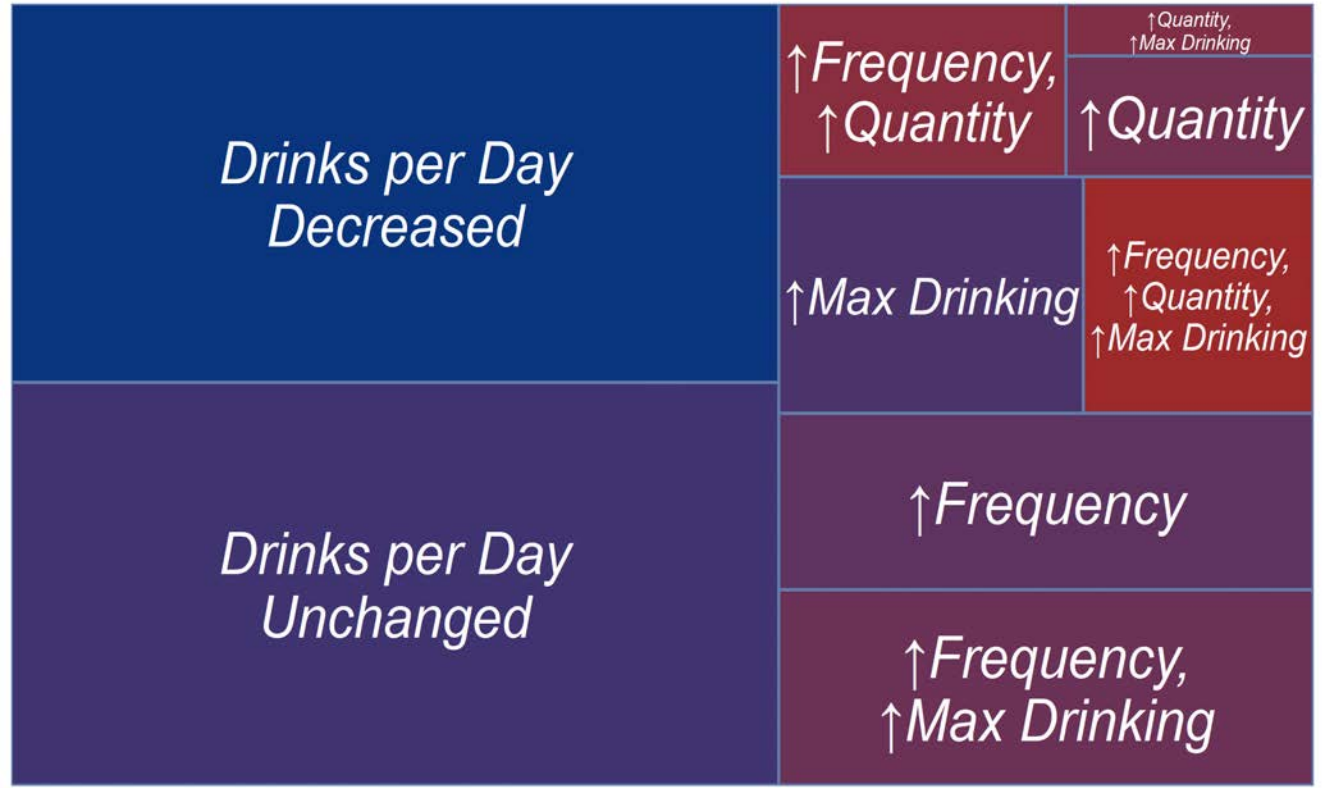 Drinks per Day
Decreased
Drinks per Day
Unchanged
↑Frequency,
↑Quantity
↑Quantity,
↑Max Drinking
↑Quantity
↑Max Drinking
↑Frequency,
↑Quantity,
↑Max Drinking
↑Frequency
↑Frequency,
↑Max Drinking